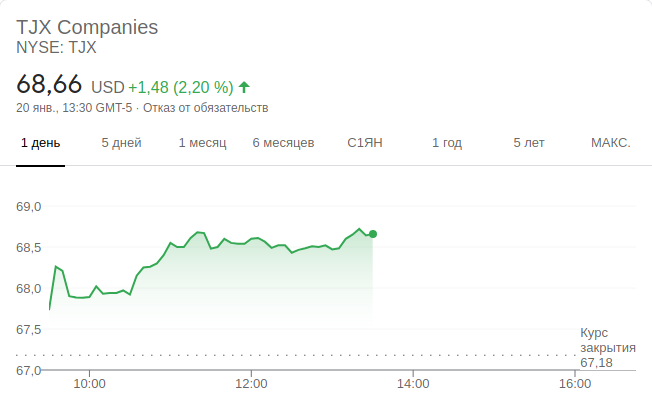 TJX Companies
NYSE: TJX
68,66 USD +1,48 (2,20 %)
20 янв., 13:30 GMT-5 · Отказ от обязательств
1 день 5 дней 1 месяц 6 месяцев С1ЯН 1 год 5 лет МАКС.
69,0
68,5
68,0
67,5
Курс
закрытия
67,18
67,0
10:00 12:00 14:00 16:00